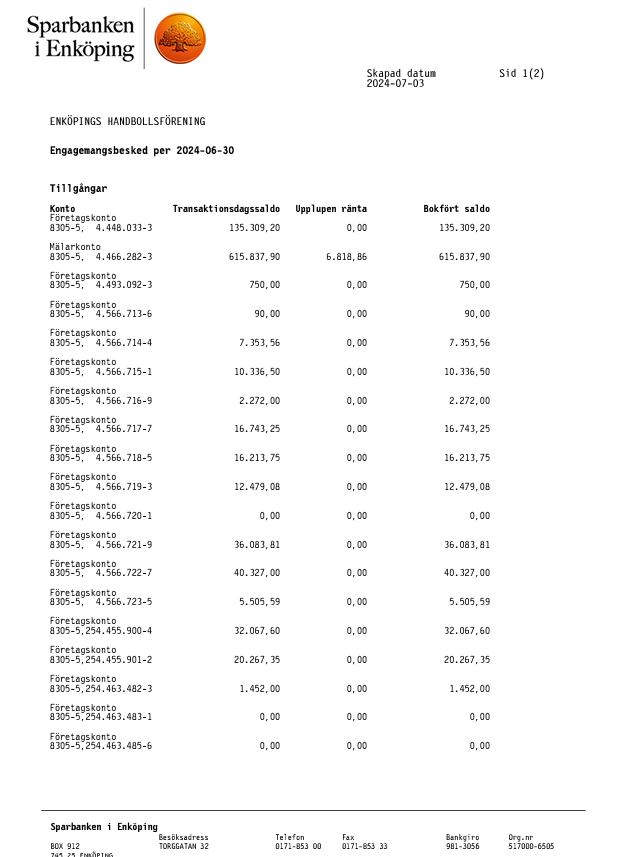 Sparbanken
i Enköping
Skapad datum Sid 1(2)
2024-07-03
ENKÖPINGS HANDBOLLSFÖRENING
Engagemangsbesked per 2024-06-30
Tillgångar
Konto Transaktionsdagssaldo Upplupen ränta Bokfört saldo
Företagskonto
8305-5, 4.448.033-3 135.309,20 0,00 135.309,20
Mälarkonto
8305-5, 4.466.282-3 615.837,90 6.818,86 615.837,90
Företagskonto
8305-5, 4.493.092-3 750,00 0,00 750,00
Företagskonto
8305-5, 4.566.713-6 90,00 0,00 90,00
Företagskonto
8305-5, 4.566.714-4 7.353,56 0,00 7.353,56
Företagskonto
8305-5, 4.566.715-1 10.336,50 0,00 10.336,50
Företagskonto
8305-5, 4.566.716-9 2.272,00 0,00 2.272,00
Företagskonto
8305-5, 4.566.717-7 16.743,25 0,00 16.743,25
Företagskonto
8305-5, 4.566.718-5 16.213,75 0,00 16.213,75
Företagskonto
8305-5, 4.566.719-3 12.479,08 0,00 12.479,08
Företagskonto
8305-5, 4.566.720-1 0,00 0,00 0,00
Företagskonto
8305-5, 4.566.721-9 36.083,81 0,00 36.083,81
Företagskonto
8305-5, 4.566.722-7 40.327,00 0,00 40.327,00
Företagskonto
8305-5, 4.566.723-5 5.505,59 0,00 5.505,59
Företagskonto
8305-5,254.455.900-4 32.067,60 0,00 32.067,60
Företagskonto
8305-5,254.455.901-2 20.267,35 0,00 20.267,35
Företagskonto
8305-5,254.463.482-3 1.452,00 0,00 1.452,00
Företagskonto
8305-5,254.463.483-1 0,00 0,00 0,00
Företagskonto
8305-5,254.463.485-6 0,00 0,00 0,00
Sparbanken i Enköping
Besöksadress Telefon Fax Bankgiro Org.nr
BOX 912 TORGGATAN 32 0171-853 00 0171-853 33 981-3056 517000-6505
745 25 ENKÖPING